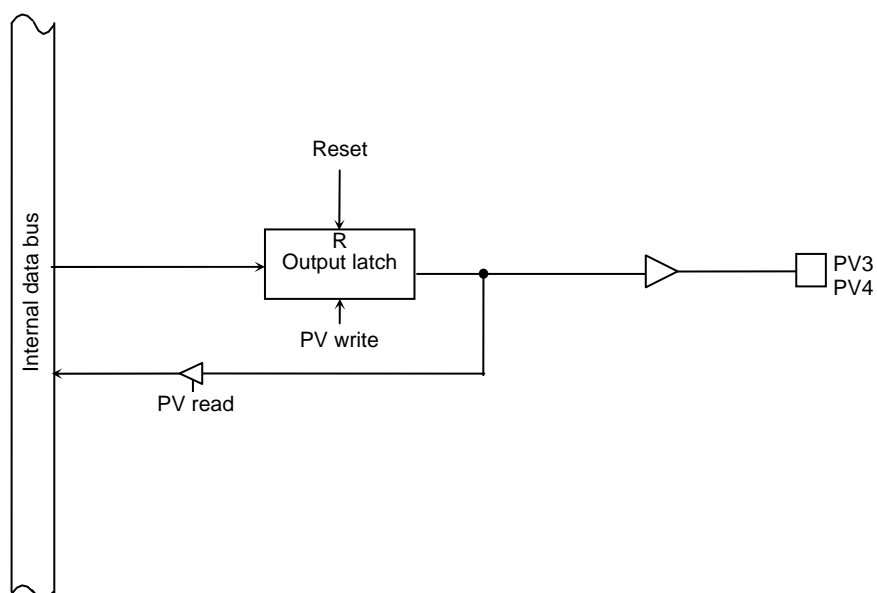 Reset
R
Output latch
PV write
PV read
Internal data bus
PV3
PV4